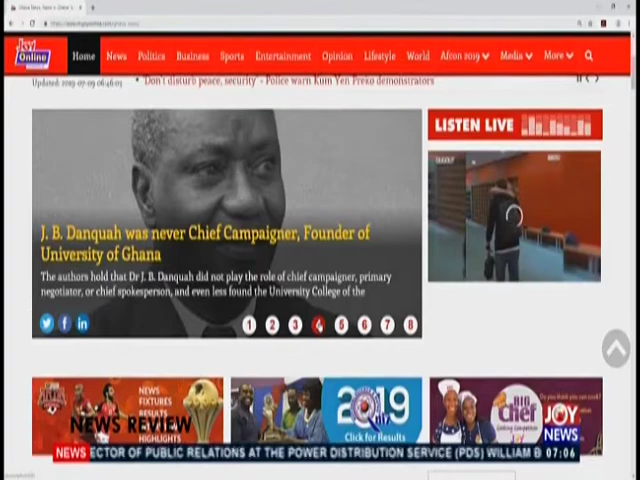 Joy
Online
Home News Politics Business Sports Entertainment Opinion Lifestyle World Afcon 2019 Media More
Updated: 2019-07-09 06:46:03 • 'Don't disturb peace, security' - Police warn Kum Yen Preko demonstrators
LISTEN LIVE
J. B. Danquah was never Chief Campaigner, Founder of
University of Ghana
The authors hold that Dr J. B. Danquah did not play the role of chief campaigner, primary
negotiator, or chief spokesperson, and even less found the University College of the
1 2 3 4 5 6 7 8
NEWS
FIXTURES
RESULTS
HIGHLIGHTS
2019
Click for Results
BIG
Chef
Do you think you can cook?
NEWS REVIEW
JOY
NEWS
NEWS ECTOR OF PUBLIC RELATIONS AT THE POWER DISTRIBUTION SERVICE (PDS) WILLIAM B 07:06